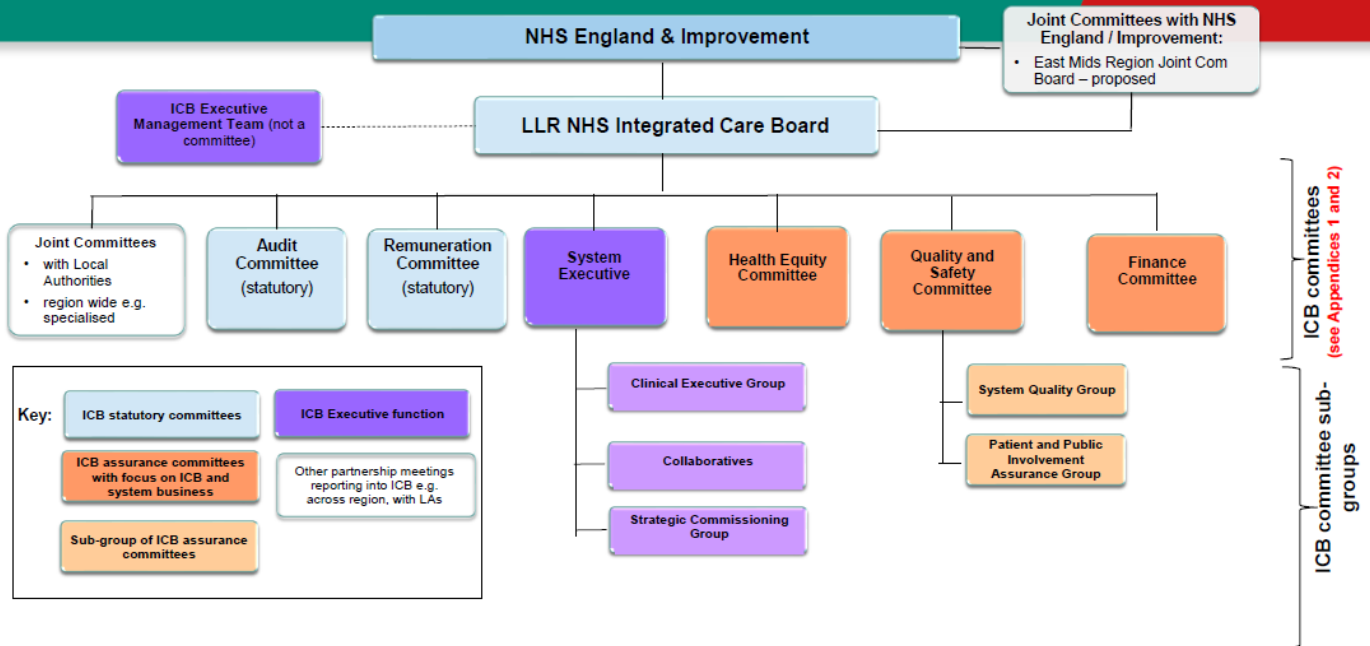 NHS England & Improvement
Joint Committees with NHS
England / Improvement:
• East Mids Region Joint Com
Board – proposed
ICB Executive
Management Team (not a
committee)
LLR NHS Integrated Care Board
Joint Committees
• with Local
Authorities
• region wide e.g.
specialised
Audit
Committee
(statutory)
Remuneration
Committee
(statutory)
System
Executive
Health Equity
Committee
Quality and
Safety
Committee
Finance
Committee
ICB committees
(see Appendices 1 and 2)
Clinical Executive Group
Collaboratives
Strategic Commissioning
Group
System Quality Group
Patient and Public
Involvement
Assurance Group
ICB committee sub-
groups
Key:
ICB statutory committees
ICB Executive function
ICB assurance committees
with focus on ICB and
system business
Other partnership meetings
reporting into ICB e.g.
across region, with LAs
Sub-group of ICB assurance
committees